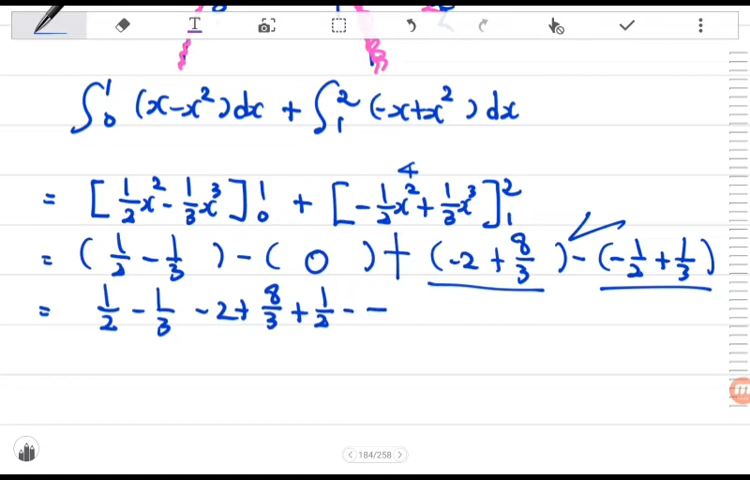 T
∫₀¹ (x-x²)dx + ∫₁² (-x+x²) dx
4
= [1/2x² - 1/3x³]₀¹ + [-1/2x² + 1/3x³]₁²
= (1/2 - 1/3) - (0) + (-2 + 8/3) - (-1/2 + 1/3)
= 1/2 - 1/3 - 2 + 8/3 + 1/2 - -
< 184/258 >